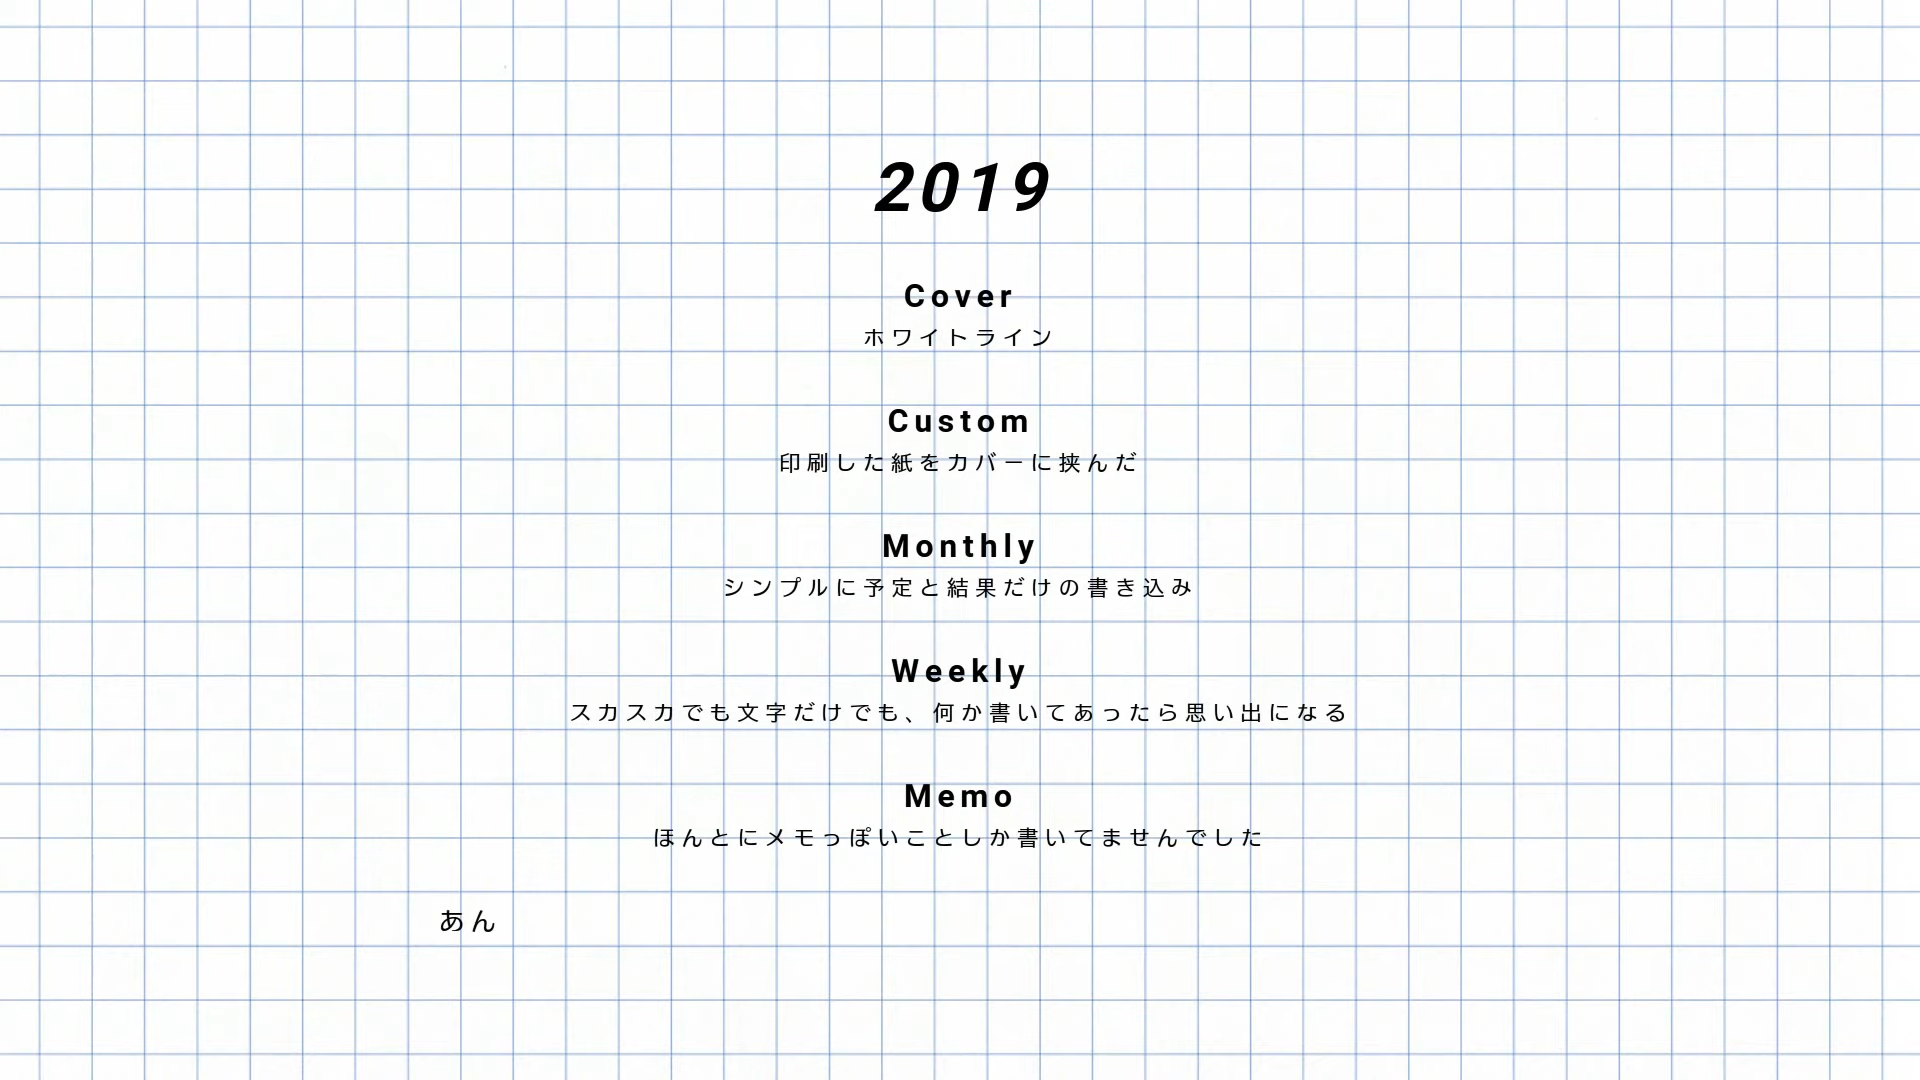 2019
Cover
ホワイトライン
Custom
印刷した紙をカバーに挟んだ
Monthly
シンプルに予定と結果だけの書き込み
Weekly
スカスカでも文字だけでも、何か書いてあったら思い出になる
Memo
ほんとにメモっぽいことしか書いてませんでした
あん